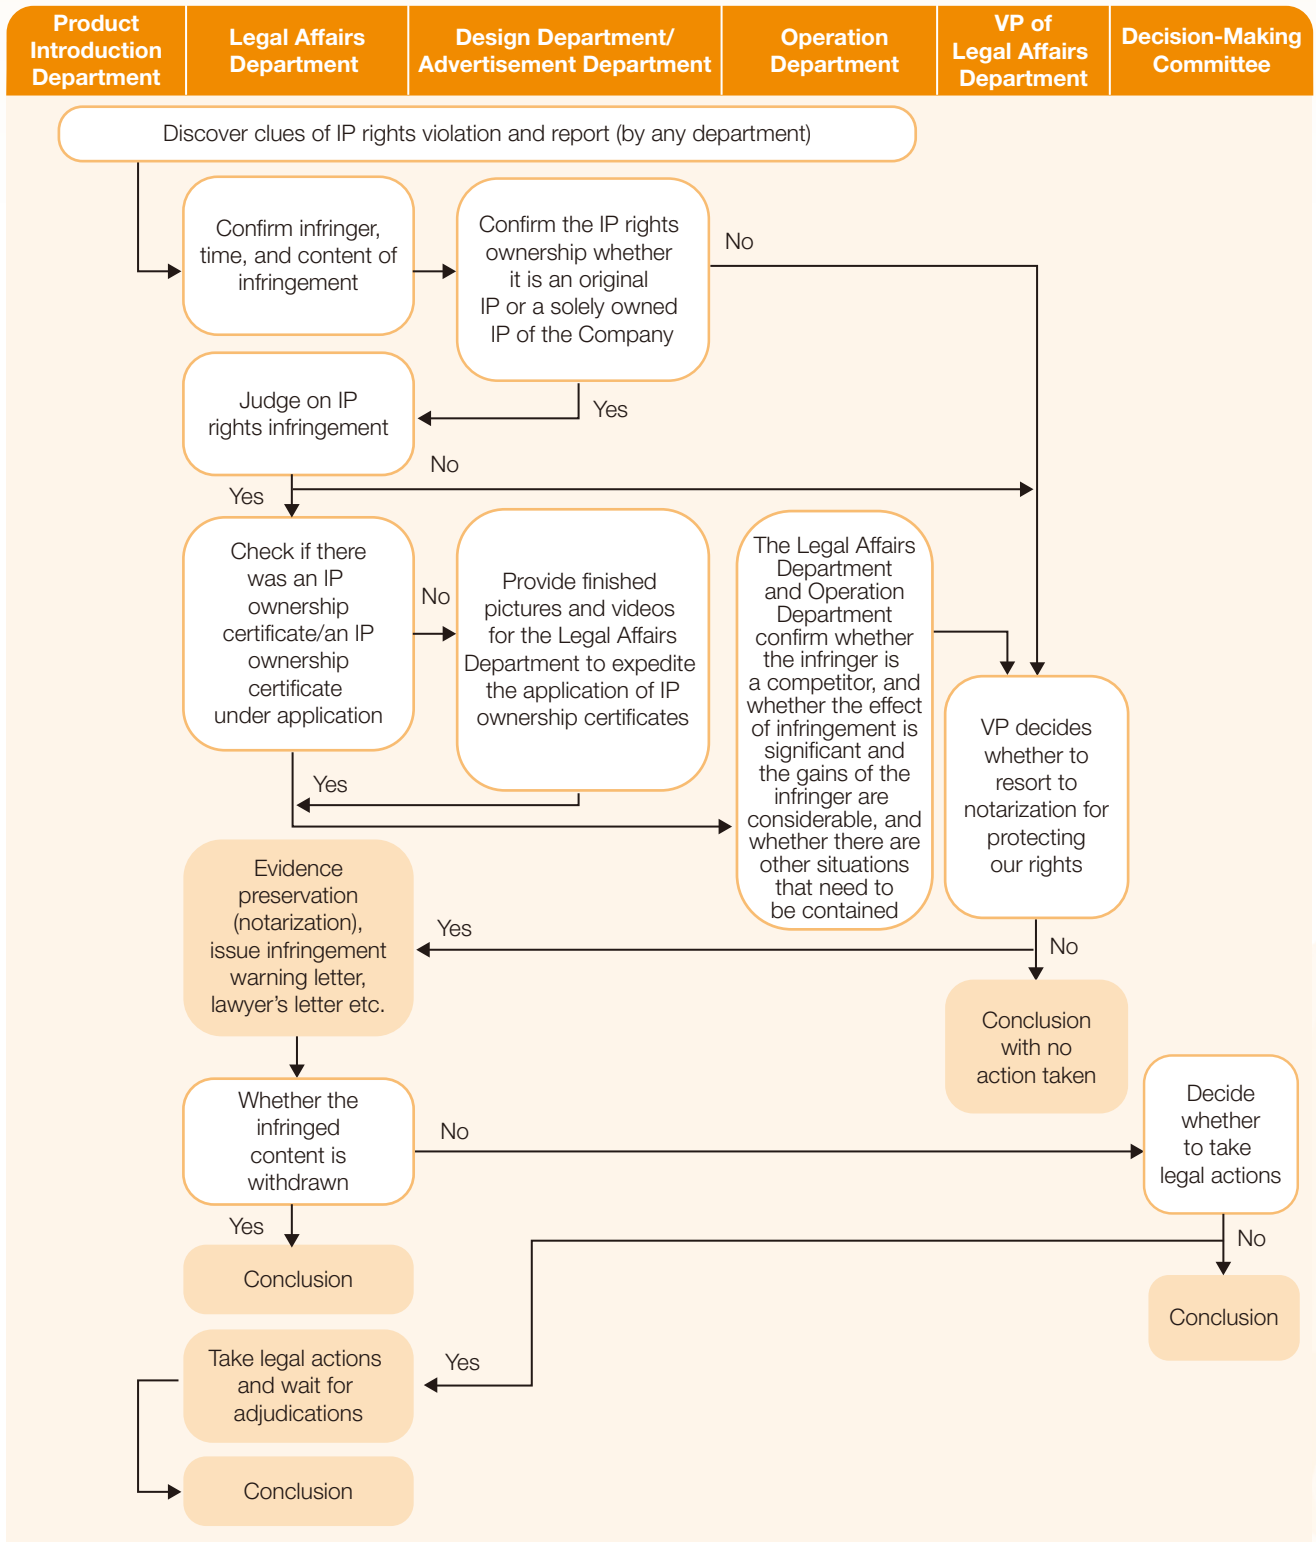 Product
Introduction
Department
Legal Affairs
Department
Design Department/
Advertisement Department
Operation
Department
VP of
Legal Affairs
Department
Decision-Making
Committee
Discover clues of IP rights violation and report (by any department)
Confirm infringer,
time, and content of
infringement
Confirm the IP rights
ownership whether
it is an original
IP or a solely owned
IP of the Company
No
Yes
Judge on IP
rights infringement
No
Yes
Check if there
was an IP
ownership
certificate/an IP
ownership
certificate
under application
No
Provide finished
pictures and videos
for the Legal Affairs
Department to expedite
the application of IP
ownership certificates
Yes
The Legal Affairs
Department
and Operation
Department
confirm whether
the infringer is
a competitor, and
whether the effect
of infringement is
significant and
the gains of the
infringer are
considerable, and
whether there are
other situations
that need to
be contained
VP decides
whether to
resort to
notarization for
protecting
our rights
Yes
No
Evidence
preservation
(notarization),
issue infringement
warning letter,
lawyer's letter etc.
Conclusion
with no
action taken
Whether the
infringed
content is
withdrawn
No
Decide
whether
to take
legal actions
Yes
No
Conclusion
Conclusion
Yes
Take legal actions
and wait for
adjudications
Conclusion